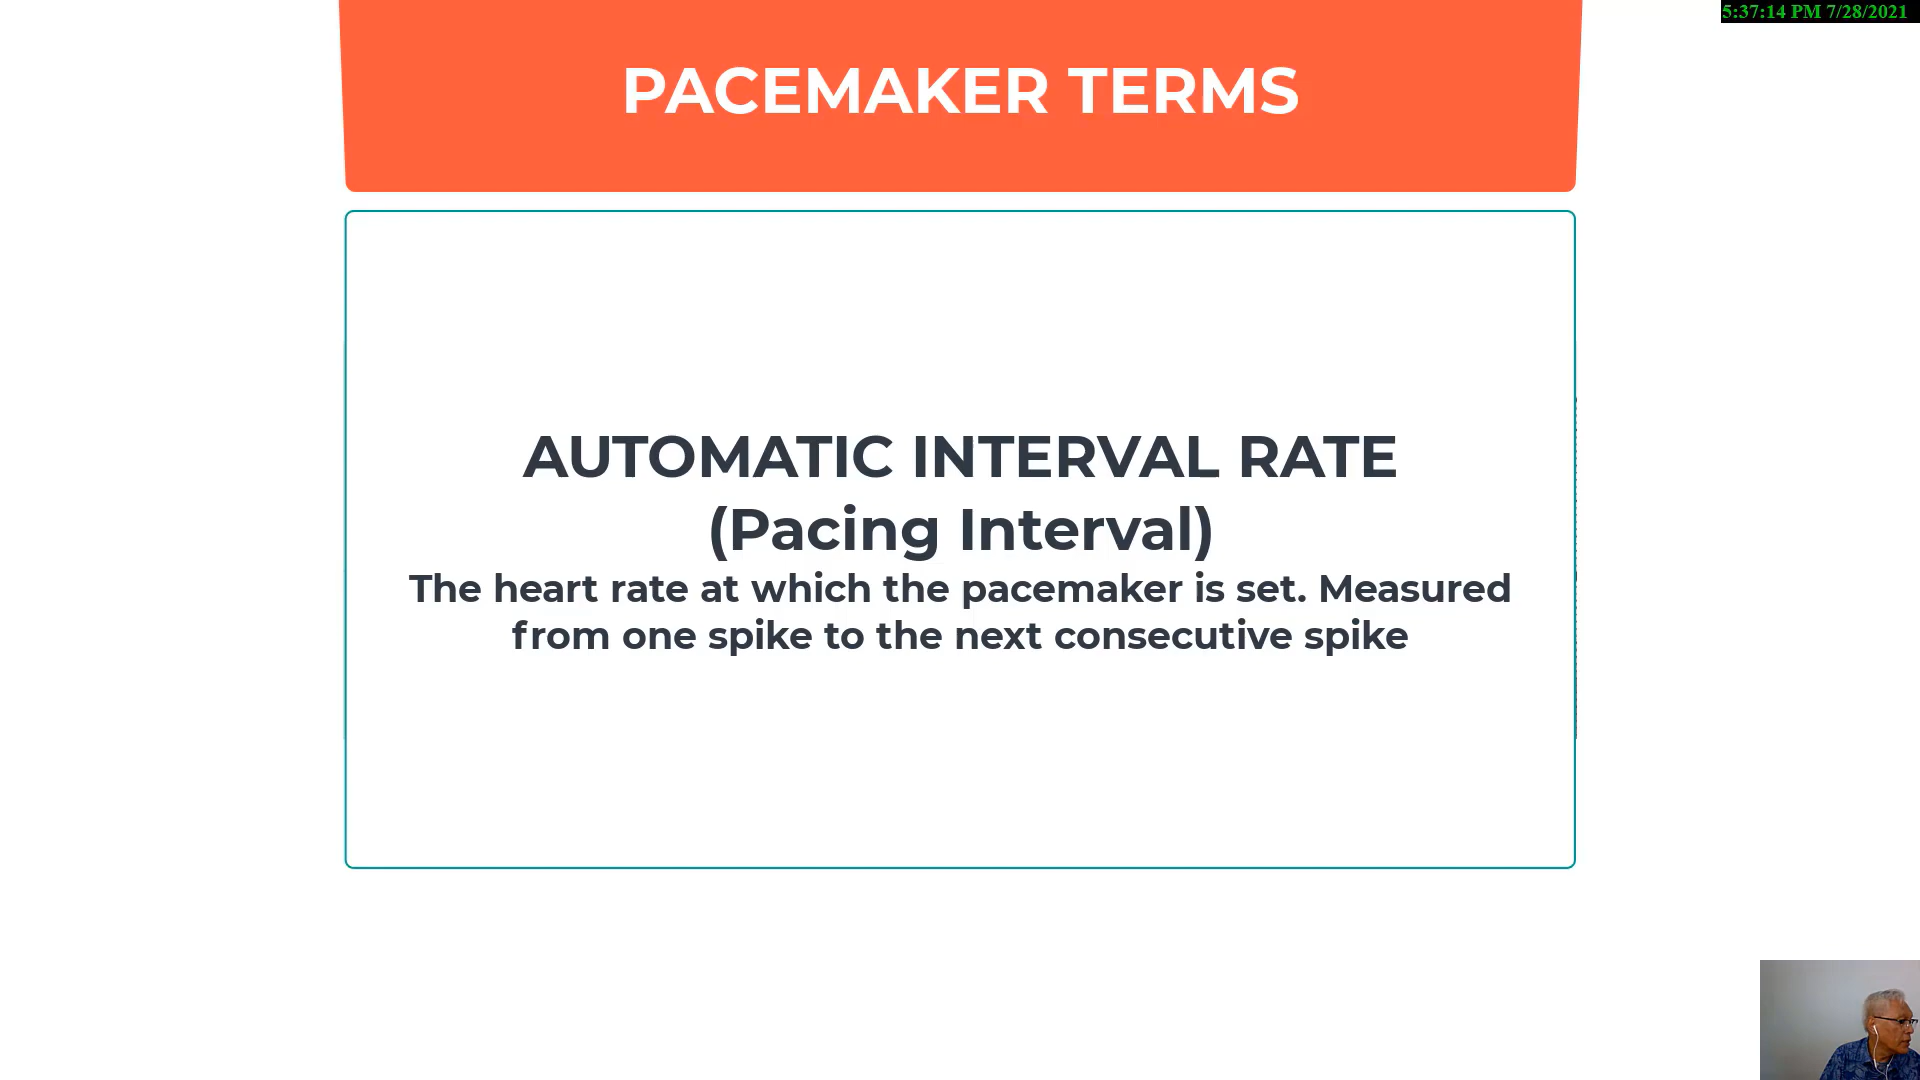 5:37:14 PM 7/28/2021
PACEMAKER TERMS
AUTOMATIC INTERVAL RATE
(Pacing Interval)
The heart rate at which the pacemaker is set. Measured
from one spike to the next consecutive spike